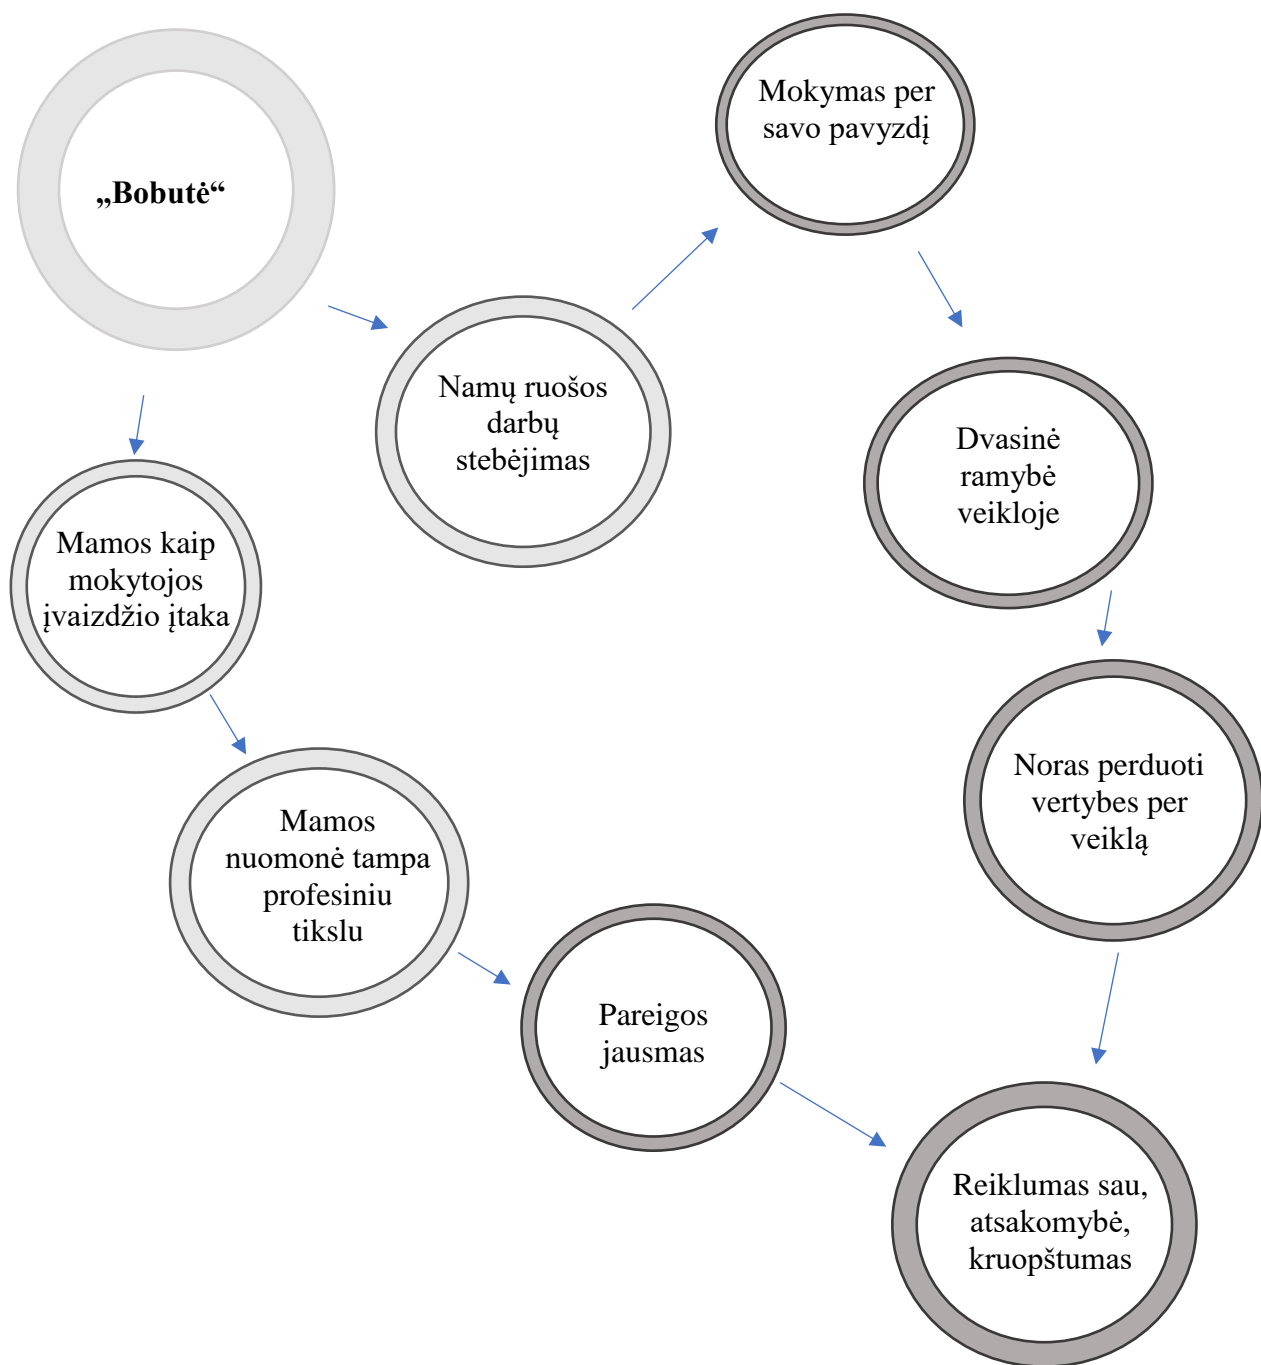 „Bobutė“
Mokymas per
savo pavyzdį
Namų ruošos
darbų
stebėjimas
Dvasinė
ramybė
veikloje
Mamos kaip
mokytojos
įvaizdžio įtaka
Noras perduoti
vertybes per
veiklą
Mamos
nuomonė tampa
profesiniu
tikslu
Pareigos
jausmas
Reiklumas sau,
atsakomybė,
kruopštumas